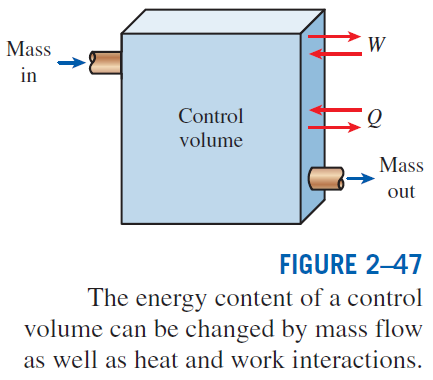 Mass
in
W
Control
volume
Q
Mass
out
FIGURE 2–47
The energy content of a control
volume can be changed by mass flow
as well as heat and work interactions.